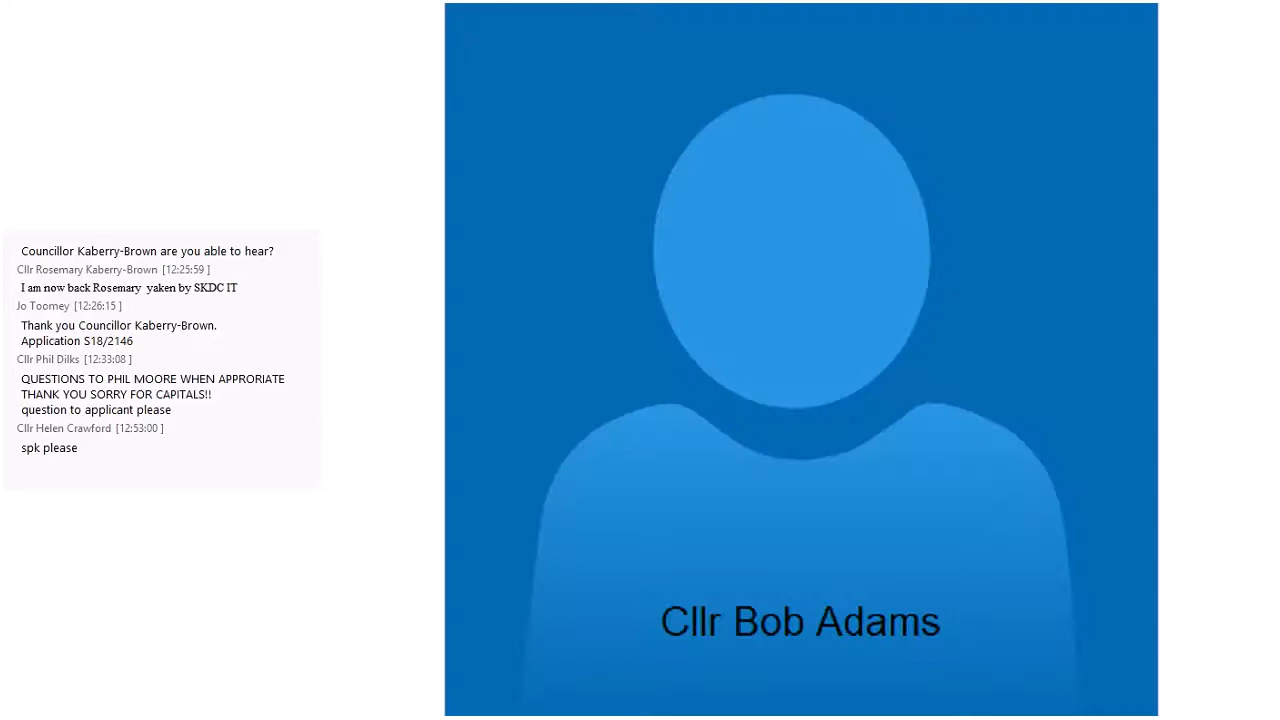 Councillor Kaberry-Brown are you able to hear?
Cllr Rosemary Kaberry-Brown [12:25:59 ]
I am now back Rosemary yaken by SKDC IT
Jo Toomey [12:26:15 ]
Thank you Councillor Kaberry-Brown.
Application S18/2146
Cllr Phil Dilks [12:33:08 ]
QUESTIONS TO PHIL MOORE WHEN APPRORIATE
THANK YOU SORRY FOR CAPITALS!!
question to applicant please
Cllr Helen Crawford [12:53:00 ]
spk please
Cllr Bob Adams